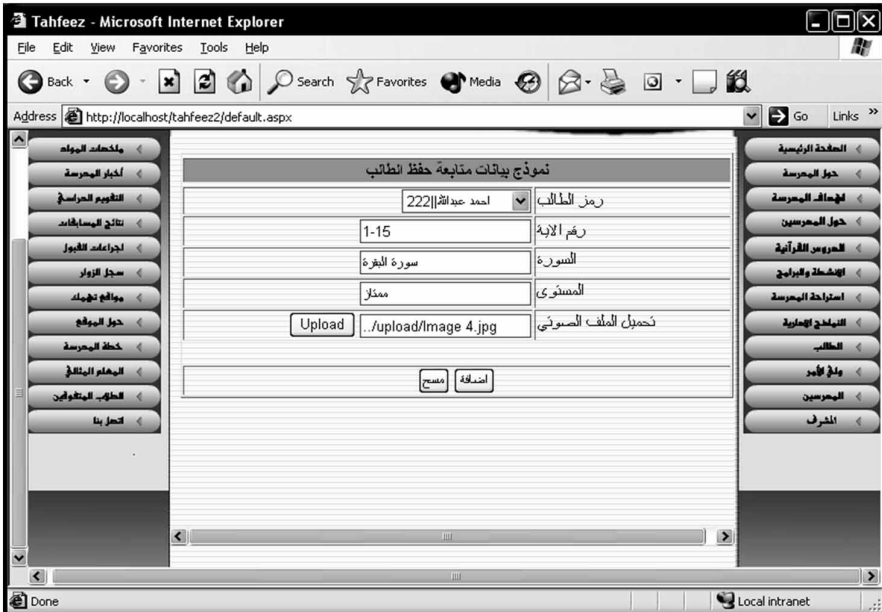 Tahfeez - Microsoft Internet Explorer
File Edit View Favorites Tools Help
Back Search Favorites Media
Address http://localhost/tahfeez2/default.aspx Go Links »
الصفحة الرئيسية
حول المدرسة
اهداف المدرسة
حول المدرسين
الدروس القرآنية
الانشطة والبرامج
استراحة المدرسة
النماذج الادارية
الطالب
ولي الأمر
المدرسين
المشرف
نموذج بيانات متابعة حفظ الطالب
رمز الطالب احمد عبدالله||222
رقم الاية 1-15
السورة سورة البقرة
المستوى ممتاز
تحميل الملف الصوتي ../upload/Image 4.jpg Upload
اضافة مسح
ملخصات المواد
أخبار المدرسة
التقويم الدراسي
نتائج المسابقات
اجراءات القبول
سجل الزوار
مواقع تهمك
حول الموقع
خطة المدرسة
المعلم المثالي
الطلاب المتفوقين
اتصل بنا
Done Local intranet